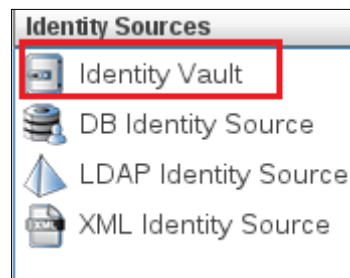 Identity Sources
Identity Vault
DB Identity Source
LDAP Identity Source
XML Identity Source